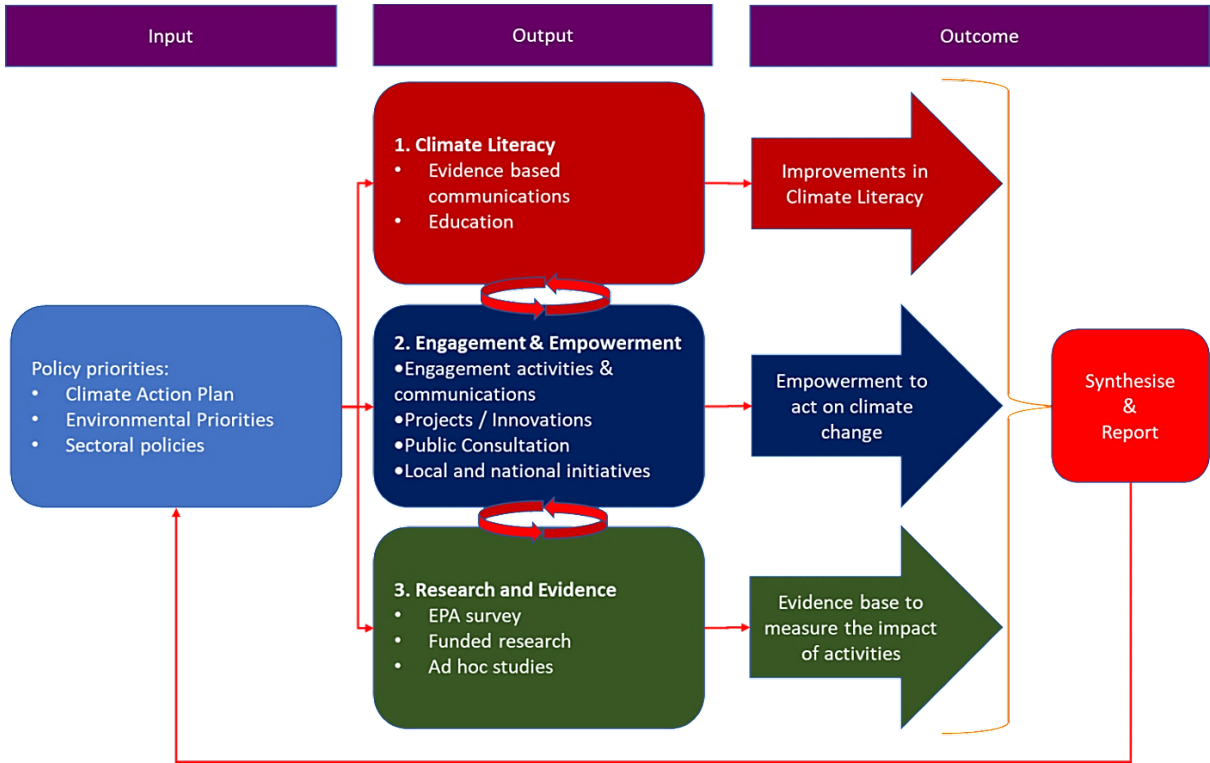 Input
Output
Outcome
1. Climate Literacy
• Evidence based
communications
• Education
Improvements in
Climate Literacy
Policy priorities:
• Climate Action Plan
• Environmental Priorities
• Sectoral policies
2. Engagement & Empowerment
•Engagement activities &
communications
•Projects / Innovations
•Public Consultation
•Local and national initiatives
Empowerment to
act on climate
change
Synthesise
&
Report
3. Research and Evidence
• EPA survey
• Funded research
• Ad hoc studies
Evidence base to
measure the impact
of activities